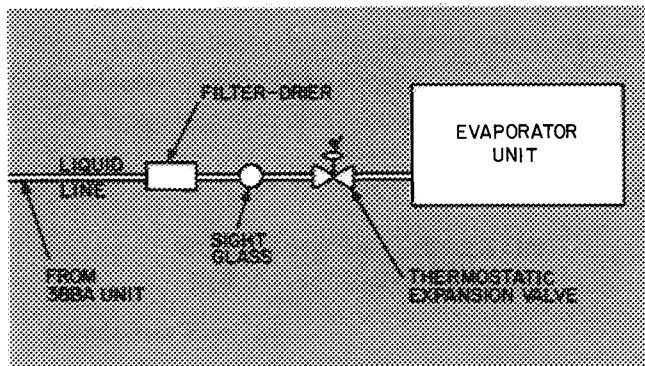 FILTER-DRIER
EVAPORATOR
UNIT
LIQUID
LINE
SIGHT
GLASS
FROM
38BA UNIT
THERMOSTATIC
EXPANSION VALVE